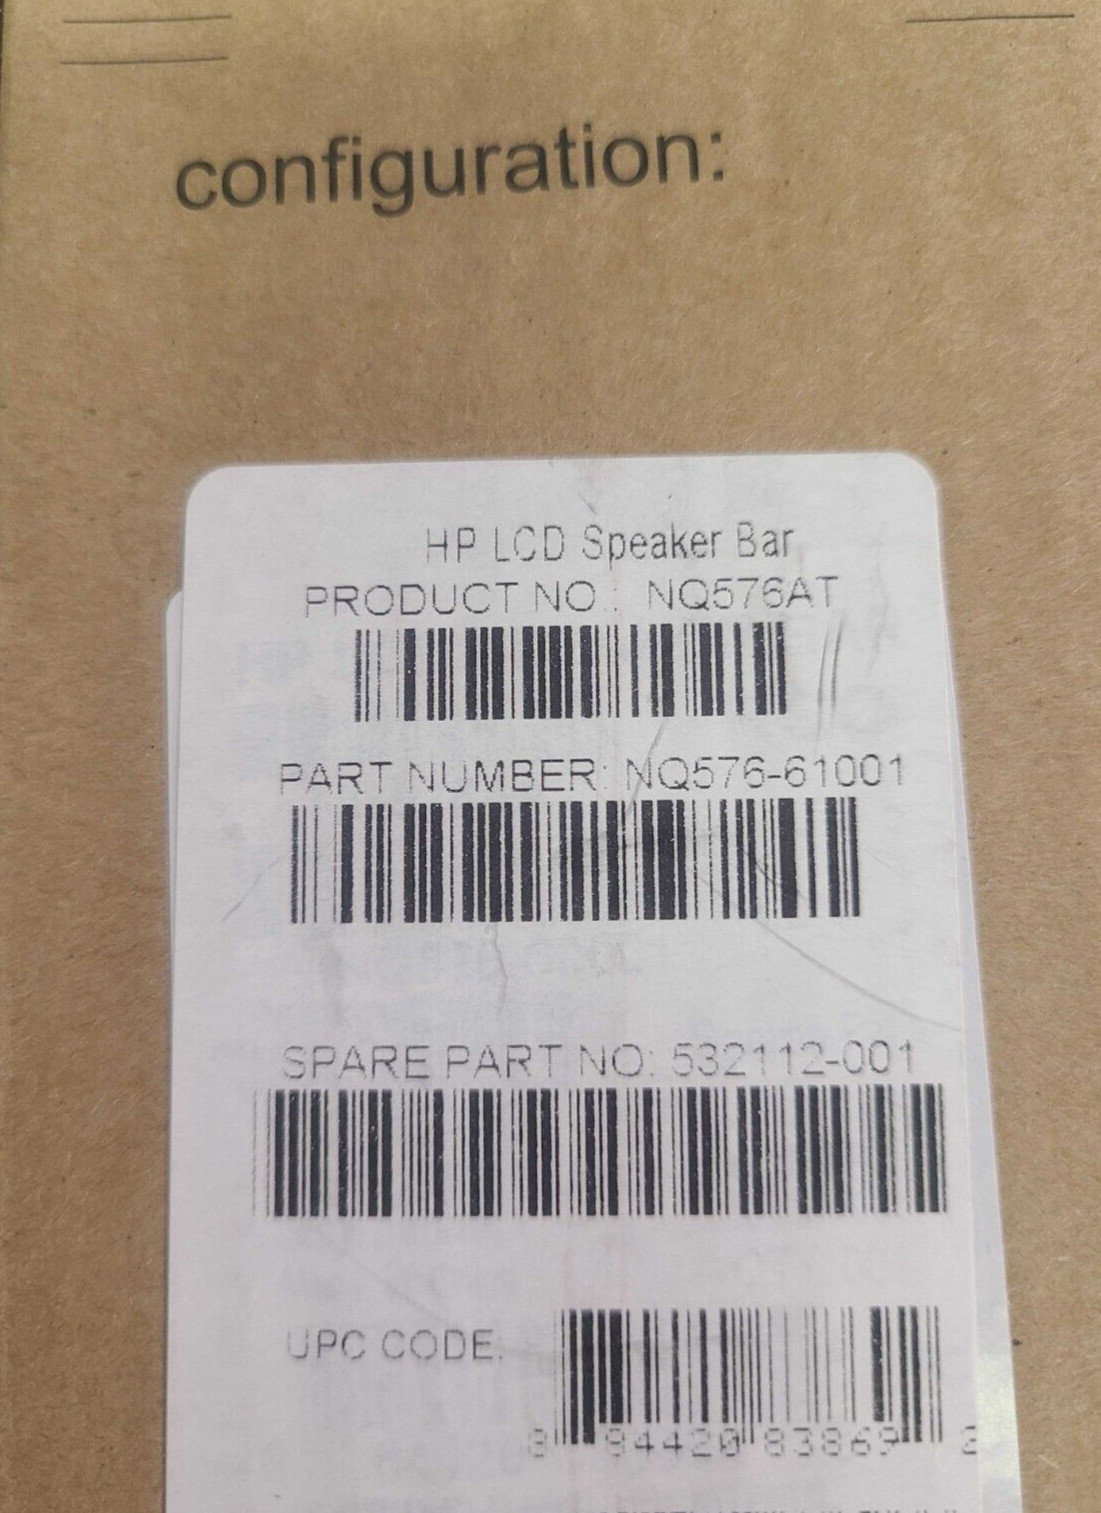 configuration:
HP LCD Speaker Bar
PRODUCT NO.: NQ576AT
PART NUMBER: NQ576-61001
SPARE PART NO: 532112-001
UPC CODE:
8 84420 83869 2